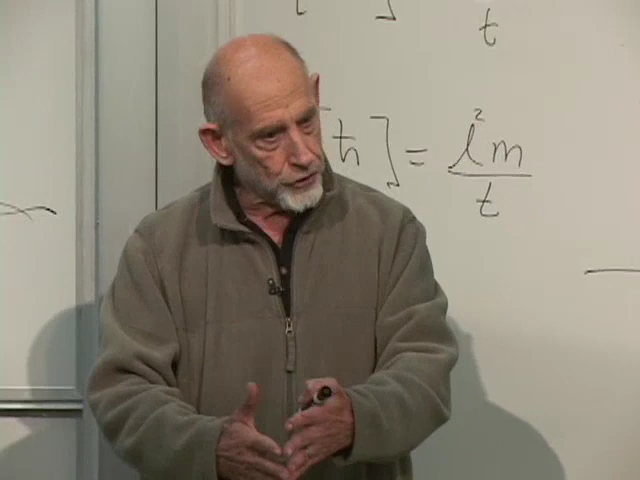 [ ] t
ħ] = l²m
t